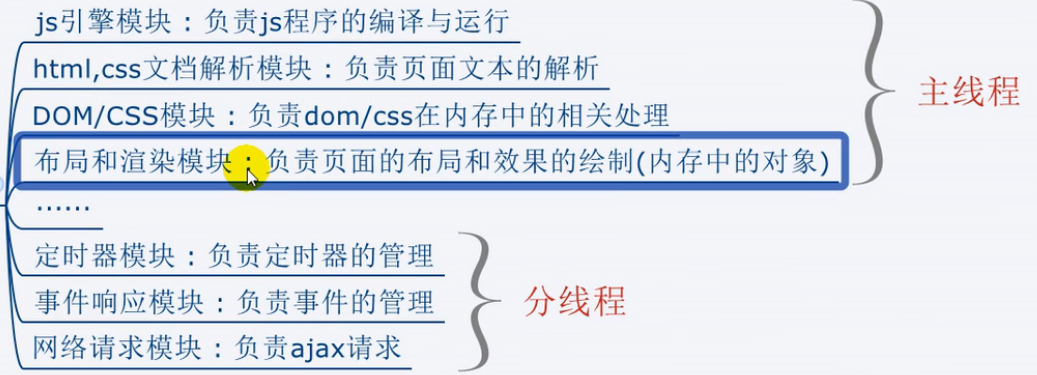 js引擎模块：负责js程序的编译与运行
html,css文档解析模块：负责页面文本的解析
DOM/CSS模块：负责dom/css在内存中的相关处理
主线程
布局和渲染模块：负责页面的布局和效果的绘制(内存中的对象)
......
定时器模块：负责定时器的管理
事件响应模块：负责事件的管理
分线程
网络请求模块：负责ajax请求